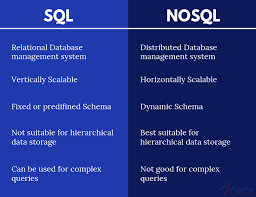 SQL
NOSQL
Relational Database
management system
Distributed Database
management system
Vertically Scalable
Horizontally Scalable
Fixed or predifined Schema
Dynamic Schema
Not suitable for hierarchical
data storage
Best suitable for
hierarchical data storage
Can be used for complex
queries
Not good for complex
queries